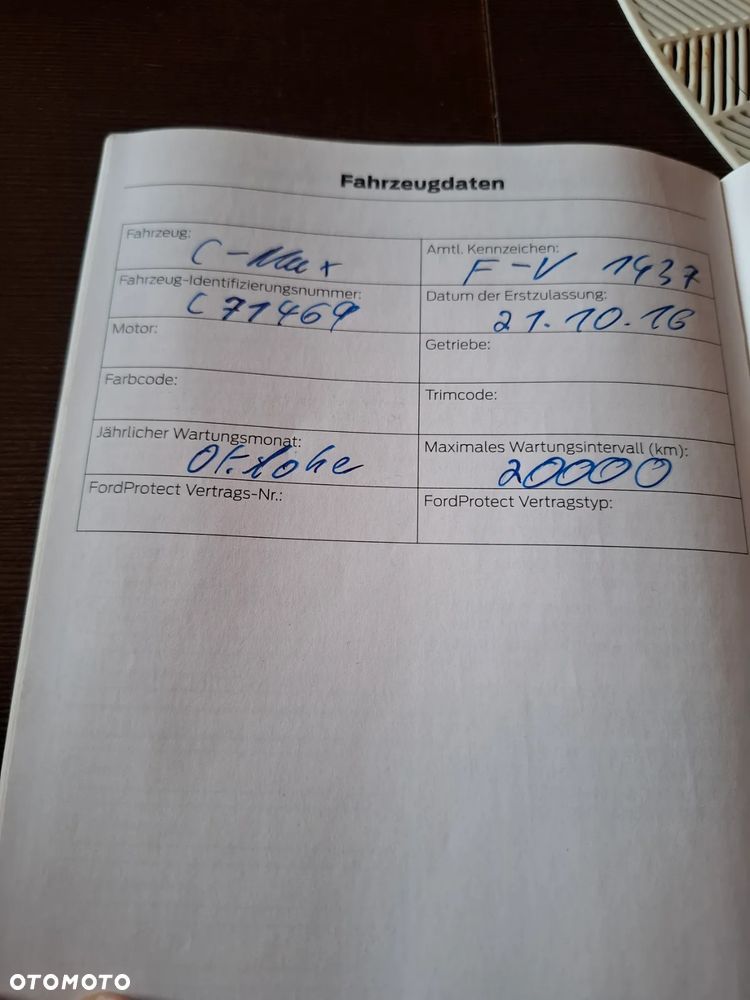 Fahrzeugdaten
Fahrzeug:
C-Max
Amtl. Kennzeichen:
F-V 1437
Fahrzeug-Identifizierungsnummer:
C71469
Datum der Erstzulassung:
21.10.16
Motor:
Getriebe:
Farbcode:
Trimcode:
Jährlicher Wartungsmonat:
Maximales Wartungsintervall (km):
20000
FordProtect Vertrags-Nr.:
FordProtect Vertragstyp:
OTOMOTO